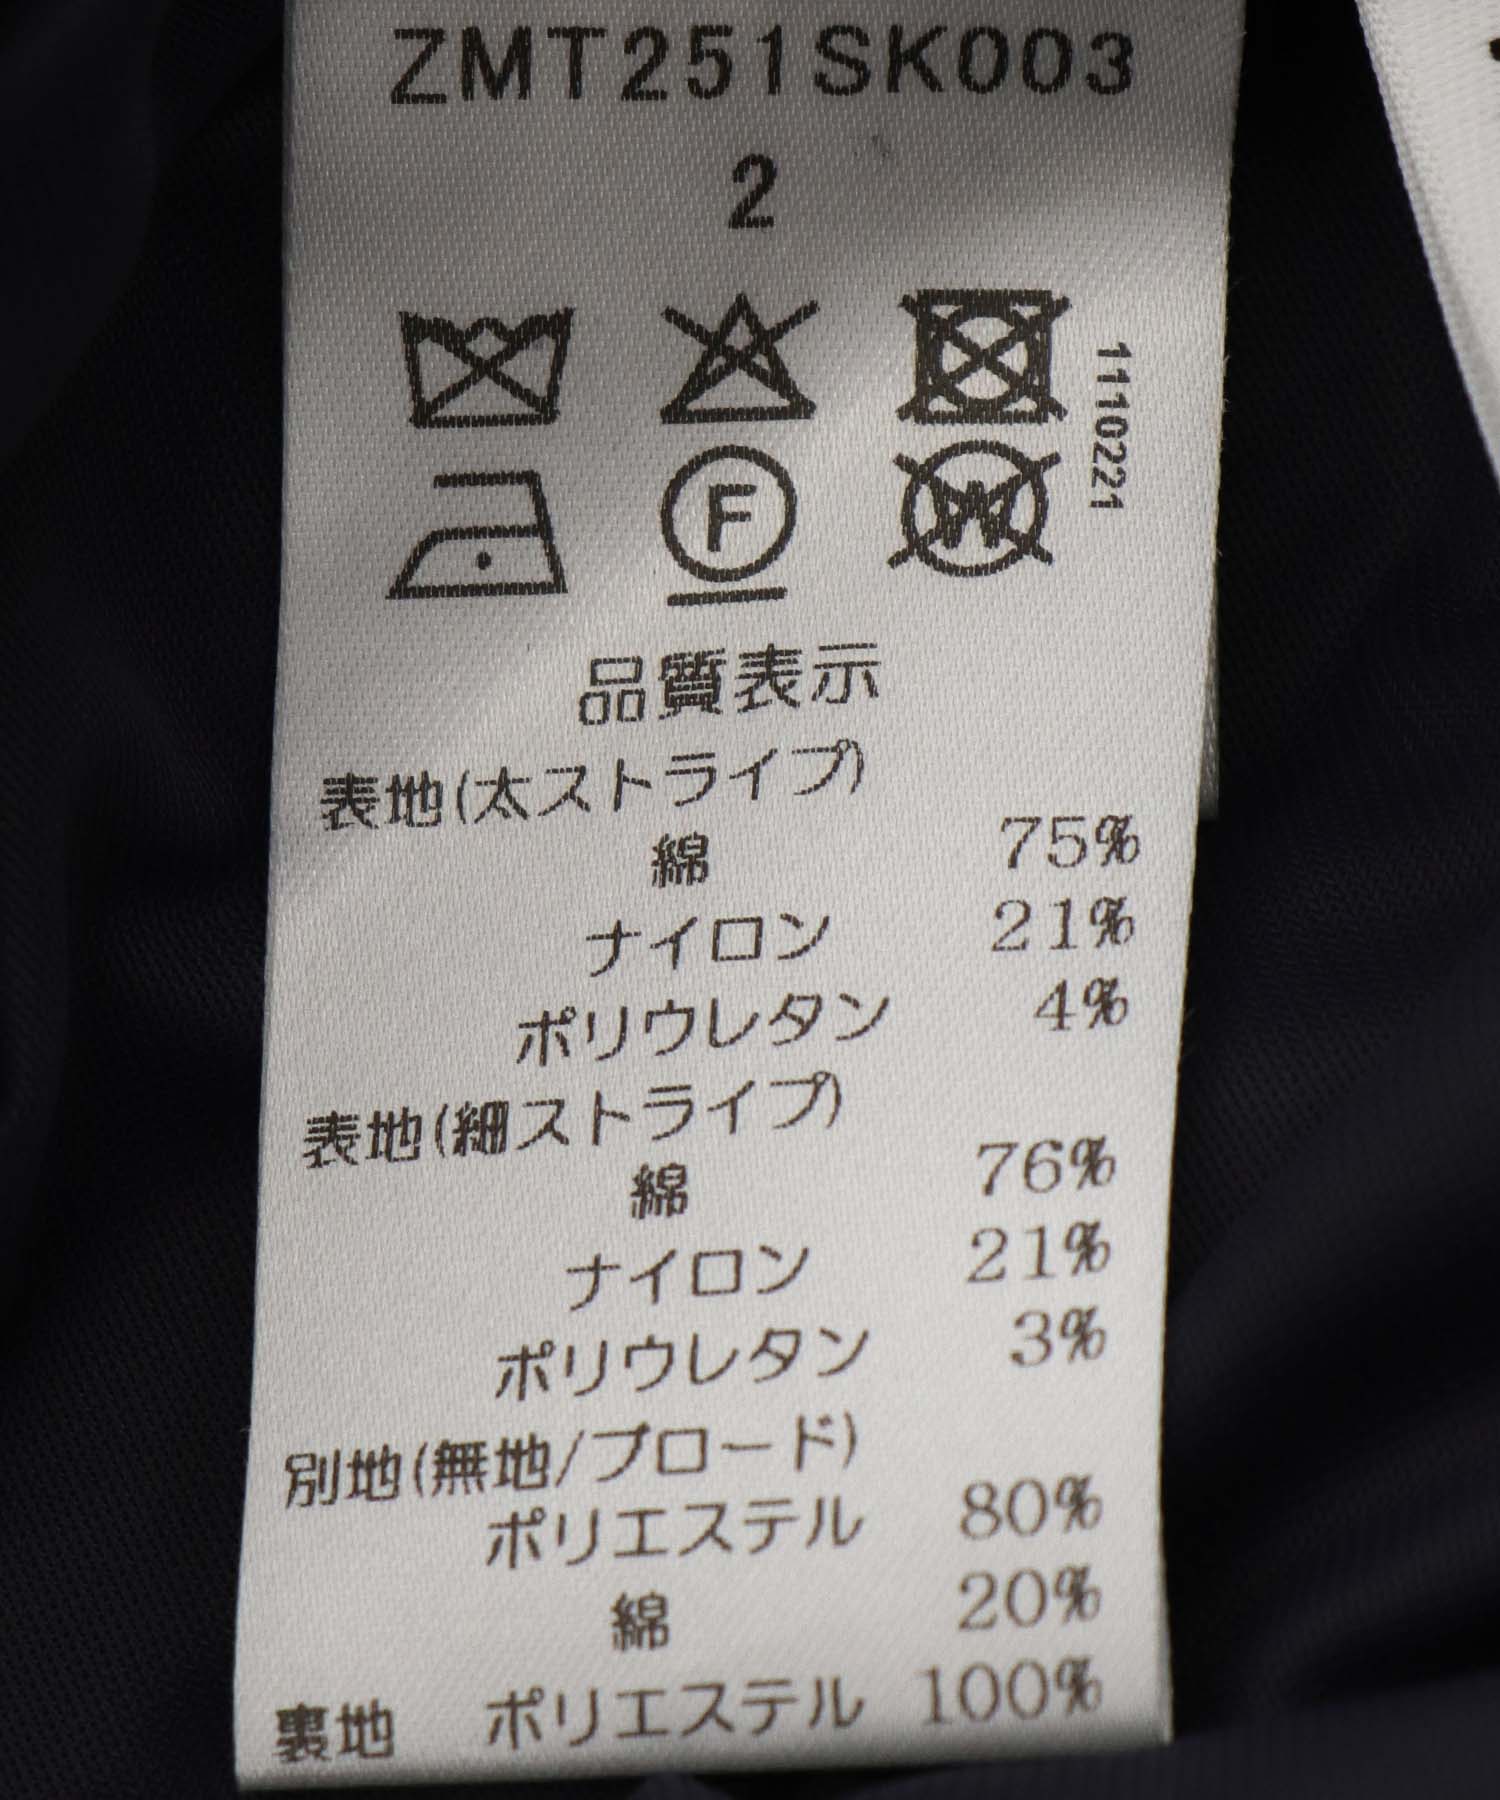 ZMT251SK003
2
1110221
F
W
品質表示
表地(太ストライプ)
綿 75%
ナイロン 21%
ポリウレタン 4%
表地(細ストライプ)
綿 76%
ナイロン 21%
ポリウレタン 3%
別地(無地/ブロード)
ポリエステル 80%
綿 20%
裏地 ポリエステル 100%